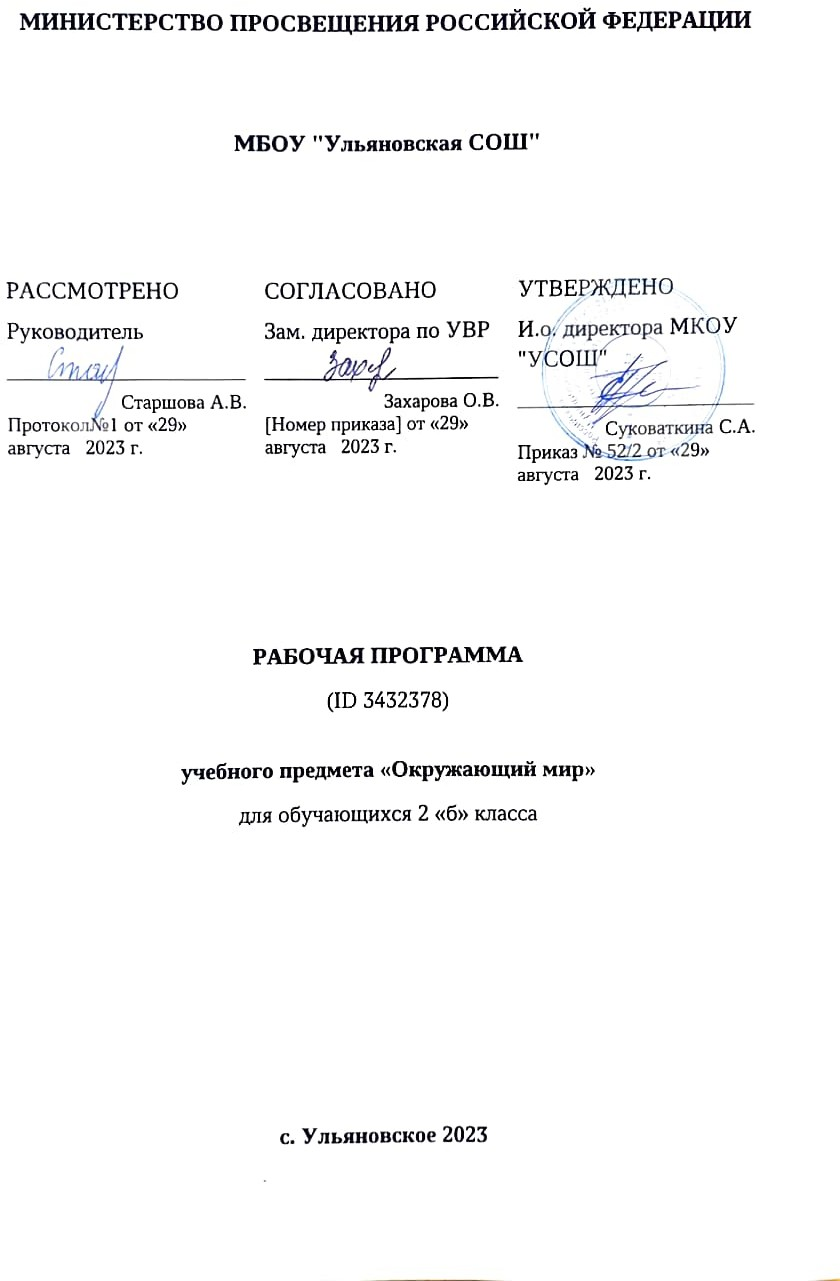 МИНИСТЕРСТВО ПРОСВЕЩЕНИЯ РОССИЙСКОЙ ФЕДЕРАЦИИ
МБОУ "Ульяновская СОШ"
РАССМОТРЕНО
Руководитель
Старшова А.В.
Протокол№1 от «29»
августа 2023 г.
СОГЛАСОВАНО
Зам. директора по УВР
Захарова О.В.
[Номер приказа] от «29»
августа 2023 г.
УТВЕРЖДЕНО
И.о. директора МКОУ
"УСОШ"
Суковаткина С.А.
Приказ № 52/2 от «29»
августа 2023 г.
РАБОЧАЯ ПРОГРАММА
(ID 3432378)
учебного предмета «Окружающий мир»
для обучающихся 2 «б» класса
с. Ульяновское 2023